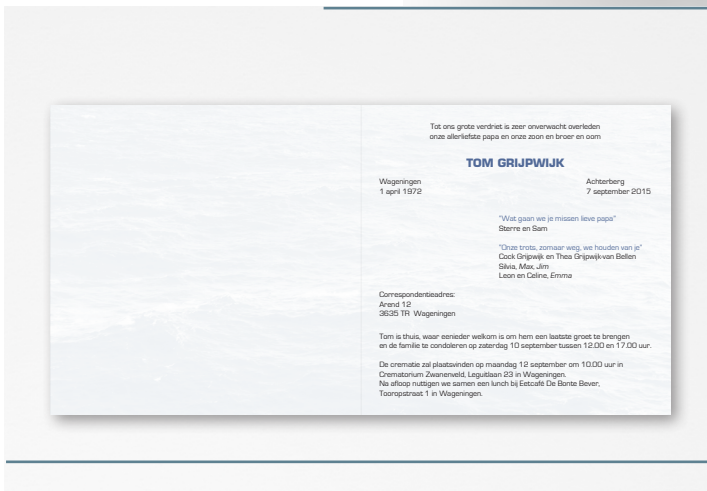 Tot ons grote verdriet is zeer onverwacht overleden
onze allerliefste papa en onze zoon en broer en oom
TOM GRIJPWIJK
Wageningen
1 april 1972
Achterberg
7 september 2015
"Wat gaan we je missen lieve papa"
Sterre en Sam
"Onze trots, zomaar weg, we houden van je"
Cock Grijpwijk en Thea Grijpwijk-van Bellen
Silvia, Max, Jim
Leon en Celine, Emma
Correspondentieadres:
Arend 12
3635 TR Wageningen
Tom is thuis, waar eenieder welkom is om hem een laatste groet te brengen
en de familie te condoleren op zaterdag 10 september tussen 12.00 en 17.00 uur.
De crematie zal plaatsvinden op maandag 12 september om 10.00 uur in
Crematorium Zwanenveld, Leguitlaan 23 in Wageningen.
Na afloop nuttigen we samen een lunch bij Eetcafé De Bonte Bever,
Tooropstraat 1 in Wageningen.